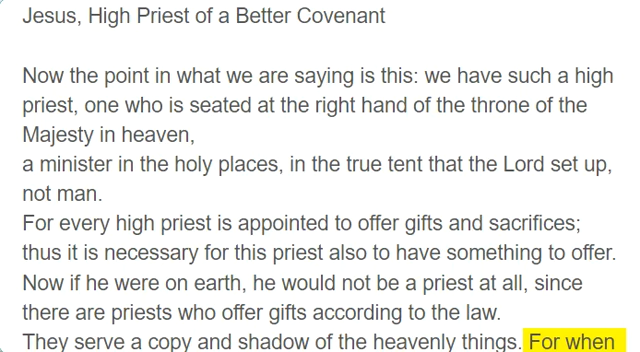 Jesus, High Priest of a Better Covenant
Now the point in what we are saying is this: we have such a high
priest, one who is seated at the right hand of the throne of the
Majesty in heaven,
a minister in the holy places, in the true tent that the Lord set up,
not man.
For every high priest is appointed to offer gifts and sacrifices;
thus it is necessary for this priest also to have something to offer.
Now if he were on earth, he would not be a priest at all, since
there are priests who offer gifts according to the law.
They serve a copy and shadow of the heavenly things. For when